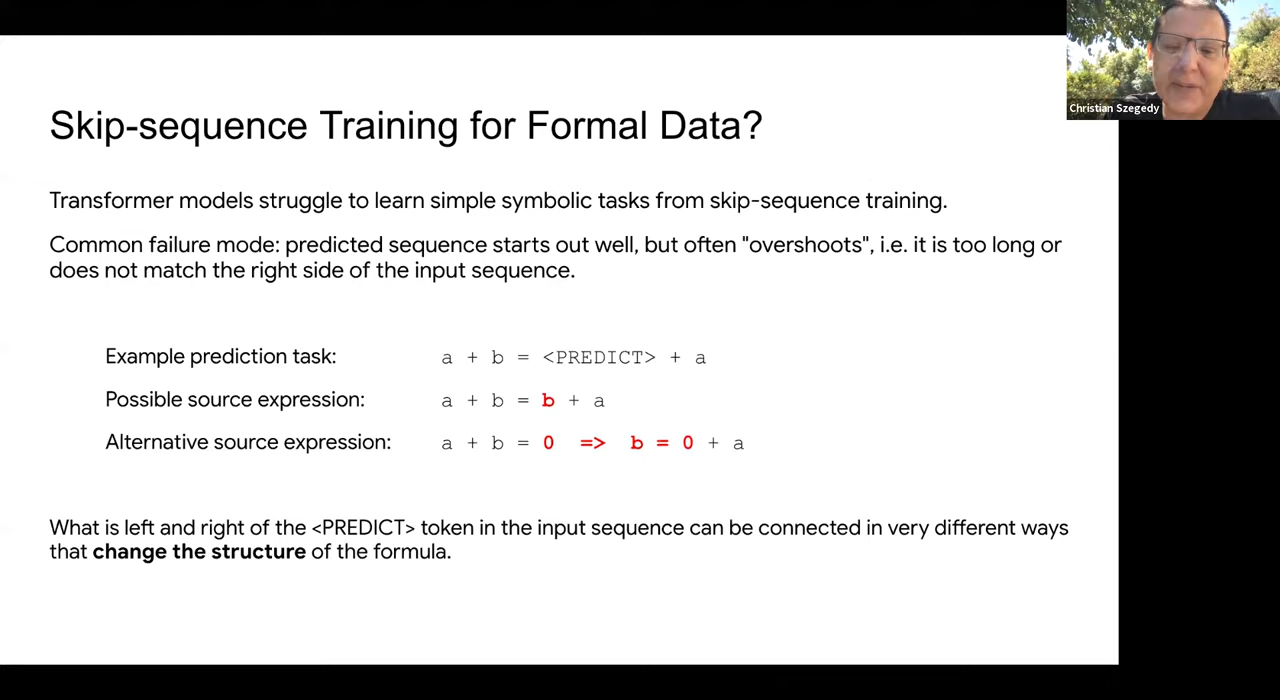 Christian Szegedy
Skip-sequence Training for Formal Data?
Transformer models struggle to learn simple symbolic tasks from skip-sequence training.
Common failure mode: predicted sequence starts out well, but often "overshoots", i.e. it is too long or
does not match the right side of the input sequence.
Example prediction task: a + b = <PREDICT> + a
Possible source expression: a + b = b + a
Alternative source expression: a + b = 0 => b = 0 + a
What is left and right of the <PREDICT> token in the input sequence can be connected in very different ways
that change the structure of the formula.